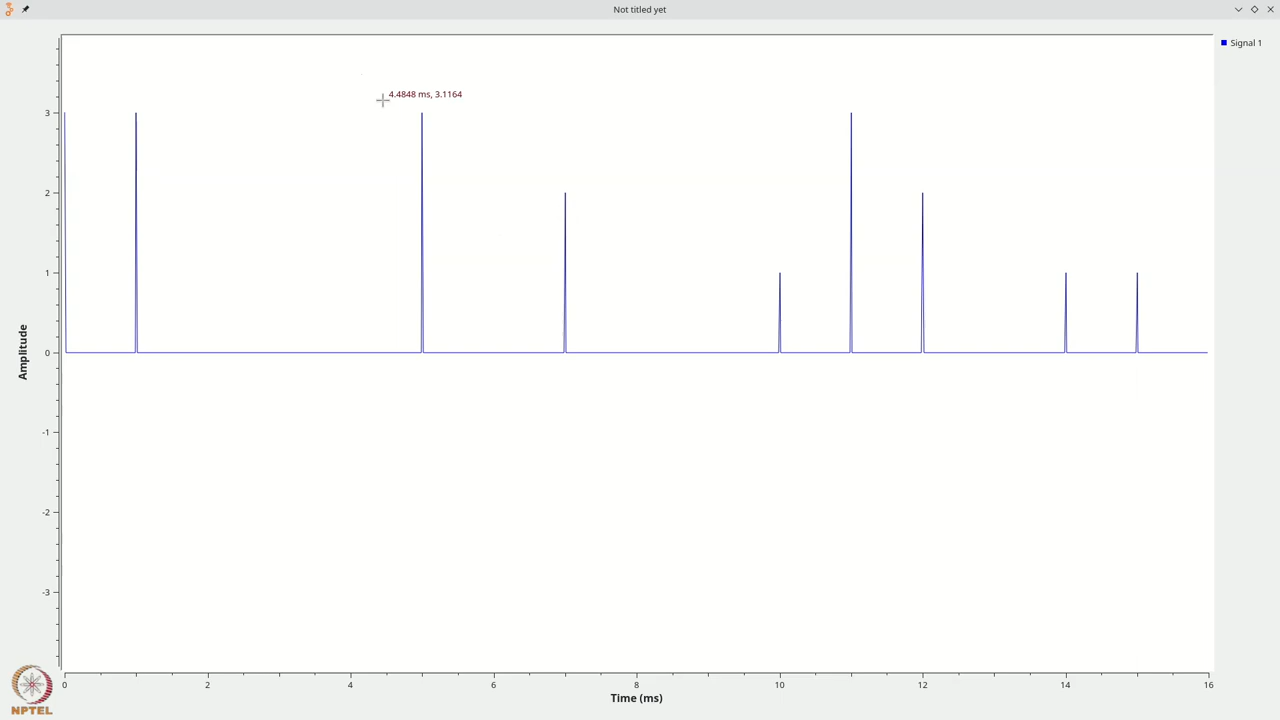 Not titled yet
Signal 1
4.4848 ms, 3.1164
3
2
1
0
-1
-2
-3
Amplitude
0 2 4 6 8 10 12 14 16
Time (ms)
NPTEL